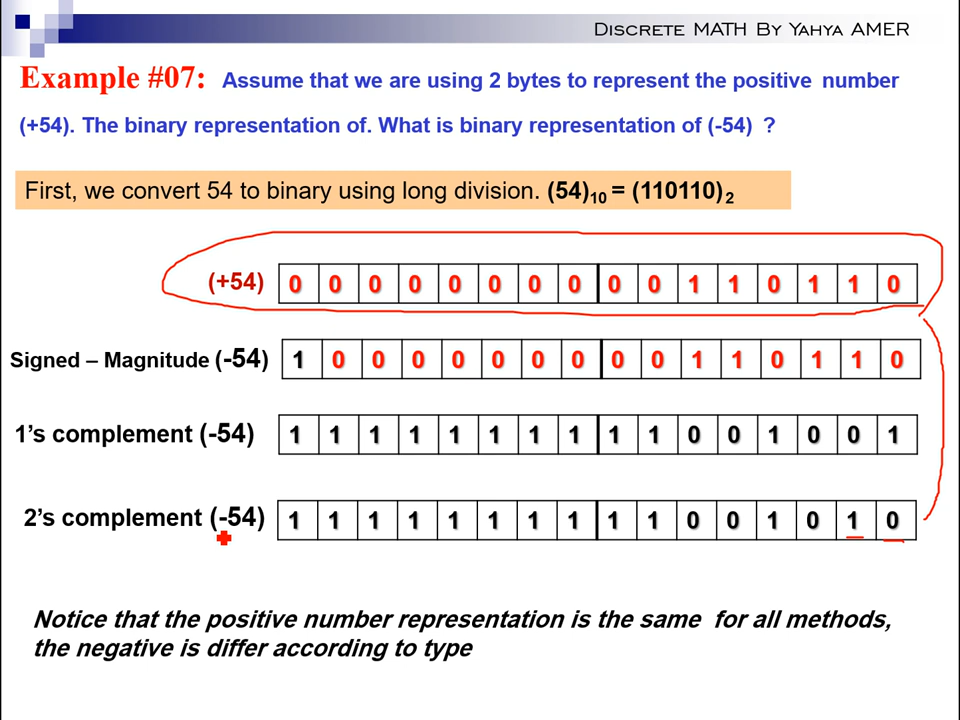 DISCRETE MATH BY YAHYA AMER
Example #07: Assume that we are using 2 bytes to represent the positive number
(+54). The binary representation of. What is binary representation of (-54) ?
First, we convert 54 to binary using long division. (54)10 = (110110)2
(+54) 0 0 0 0 0 0 0 0 0 0 1 1 0 1 1 0
Signed – Magnitude (-54) 1 0 0 0 0 0 0 0 0 0 1 1 0 1 1 0
1's complement (-54) 1 1 1 1 1 1 1 1 1 1 0 0 1 0 0 1
2's complement (-54) 1 1 1 1 1 1 1 1 1 1 0 0 1 0 1 0
Notice that the positive number representation is the same for all methods,
the negative is differ according to type